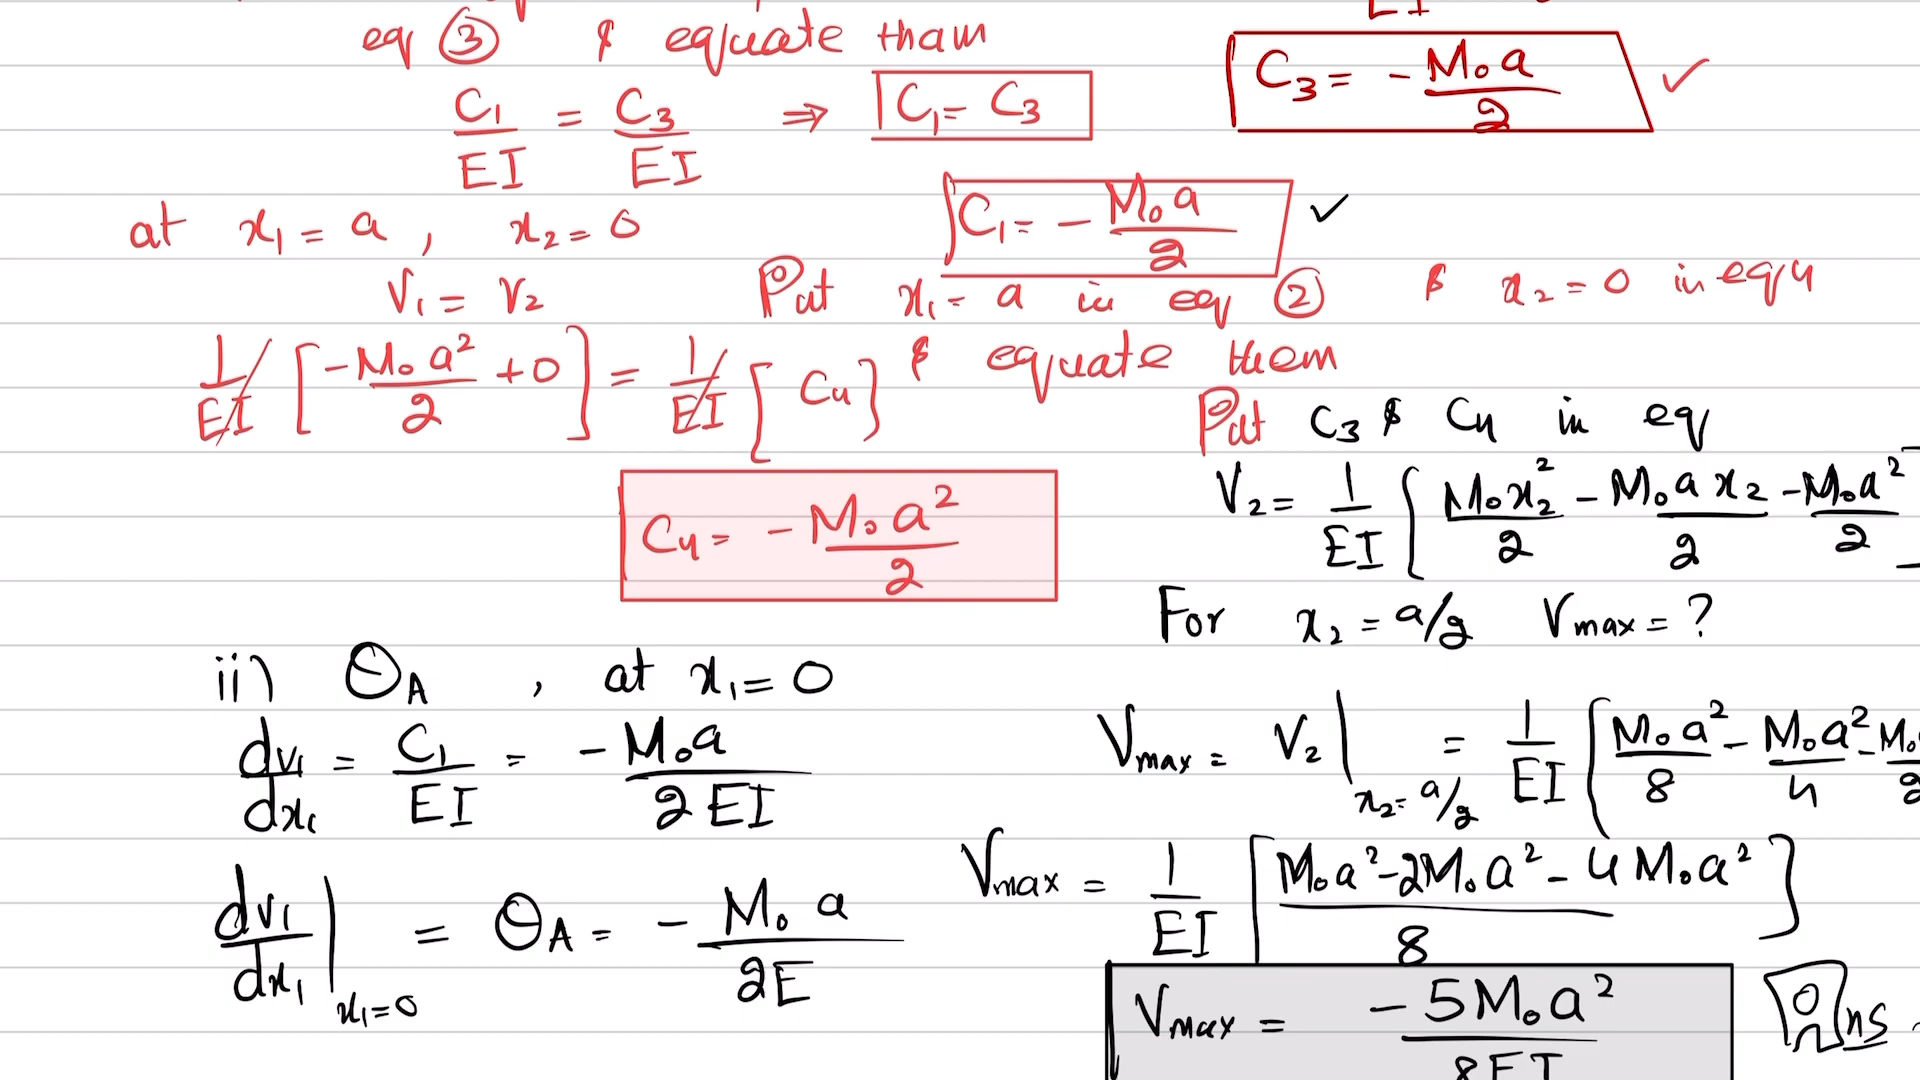 eq ③ & equate tham
C₁/EI = C₃/EI ⇒ C₁= C₃
EI
C₃= - M₀a/2 ✓
at x₁ = a , x₂ = 0
C₁= - M₀a/2 ✓
V₁ = V₂ Put x₁= a in eq ② & x₂ = 0 in eq 4
1/EI [-M₀a²/2 +0] = 1/EI [C₄] & equate them
C₄= - M₀a²/2
ii) θA , at x₁= 0
dv₁/dx₁ = C₁/EI = -M₀a/2EI
dv₁/dx₁ |x₁=0 = θA = - M₀a/2E
Put C₃ & C₄ in eq
V₂= 1/EI [M₀x₂²/2 - M₀ax₂/2 - M₀a²/2
For x₂ = a/2 Vmax = ?
Vmax = V₂|x₂= a/2 = 1/EI [M₀a²/8 - M₀a²/4 - M₀
Vmax = 1/EI [M₀a²-2M₀a²-4M₀a²/8]
Vmax = -5M₀a²/8EI Ans